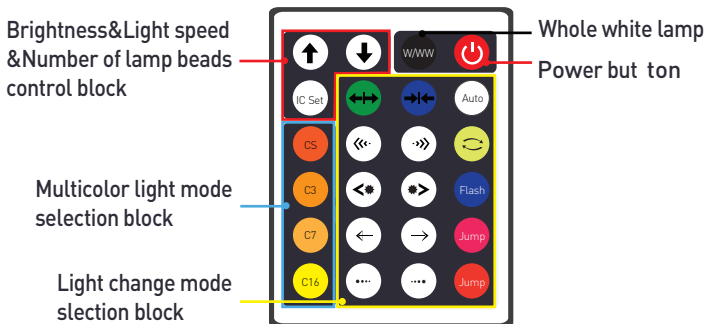 Brightness&Light speed
&Number of lamp beads
control block
Whole white lamp
Power but ton
W/WW
IC Set
Auto
CS
C3
Flash
Multicolor light mode
selection block
C7
Jump
Light change mode
slection block
C16
Jump